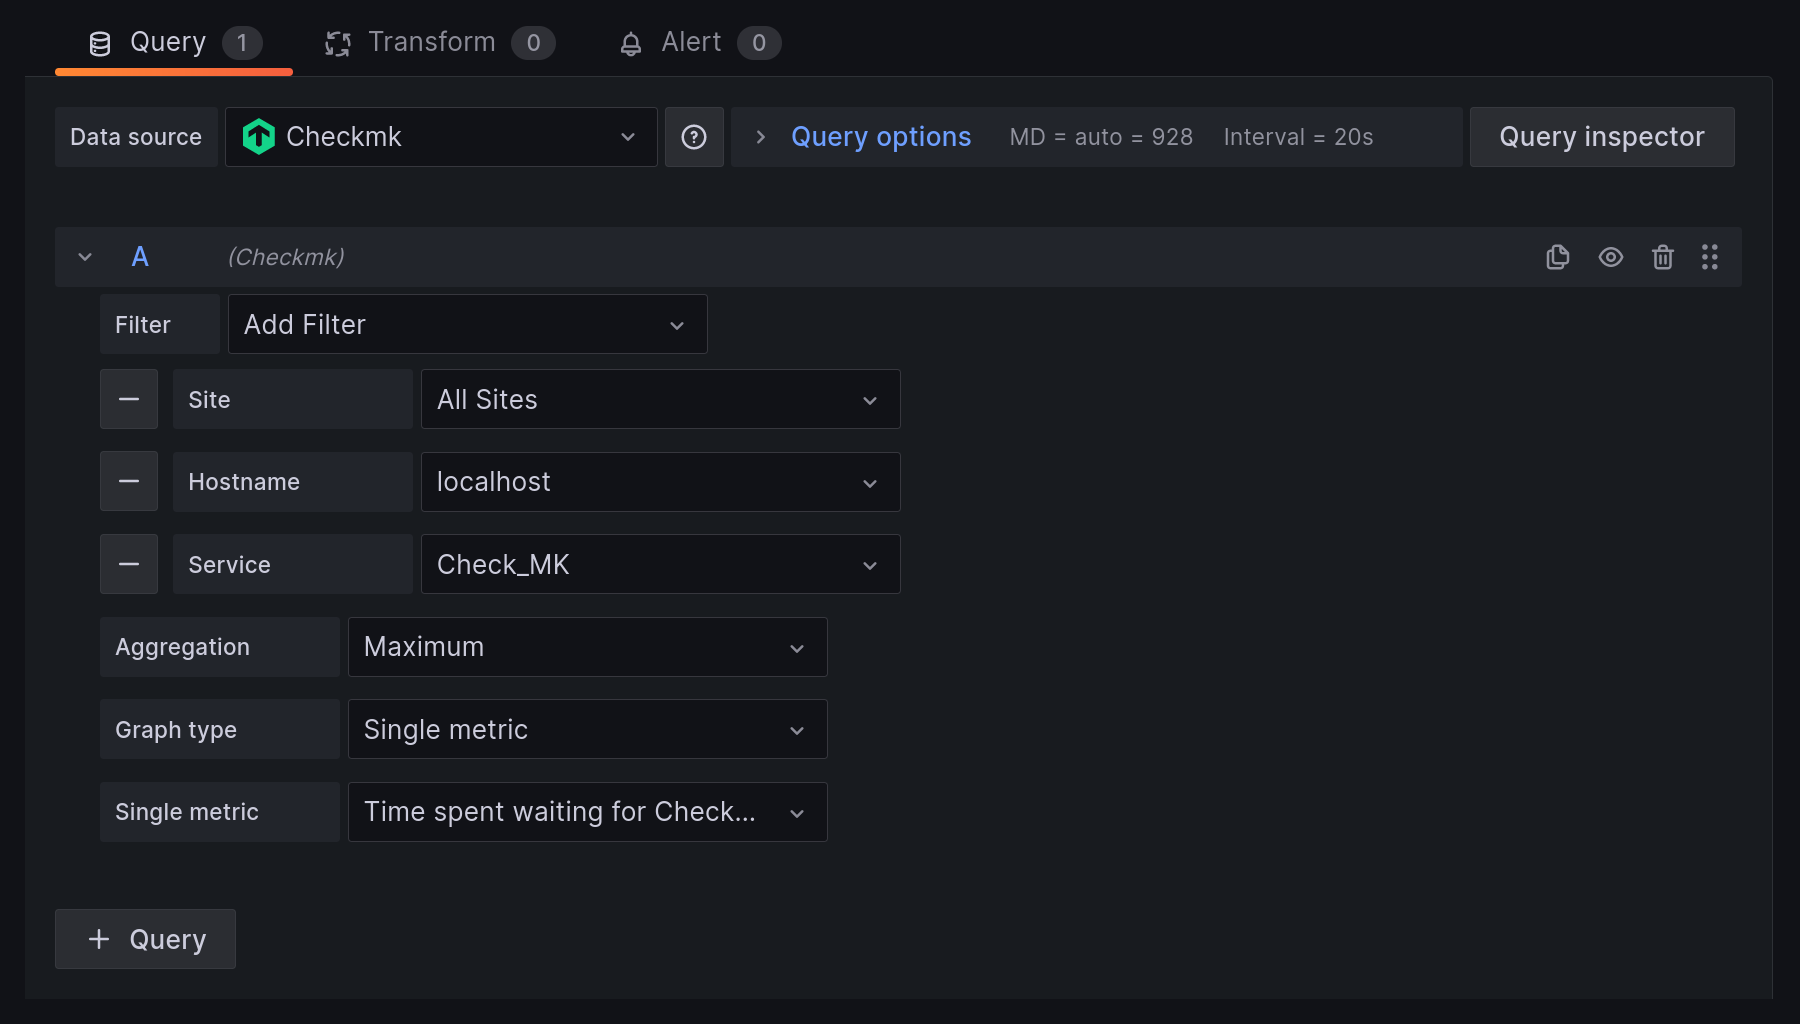 Query 1 Transform 0 Alert 0
Data source Checkmk Query options MD = auto = 928 Interval = 20s Query inspector
A (Checkmk)
Filter Add Filter
Site All Sites
Hostname localhost
Service Check_MK
Aggregation Maximum
Graph type Single metric
Single metric Time spent waiting for Check...
+ Query